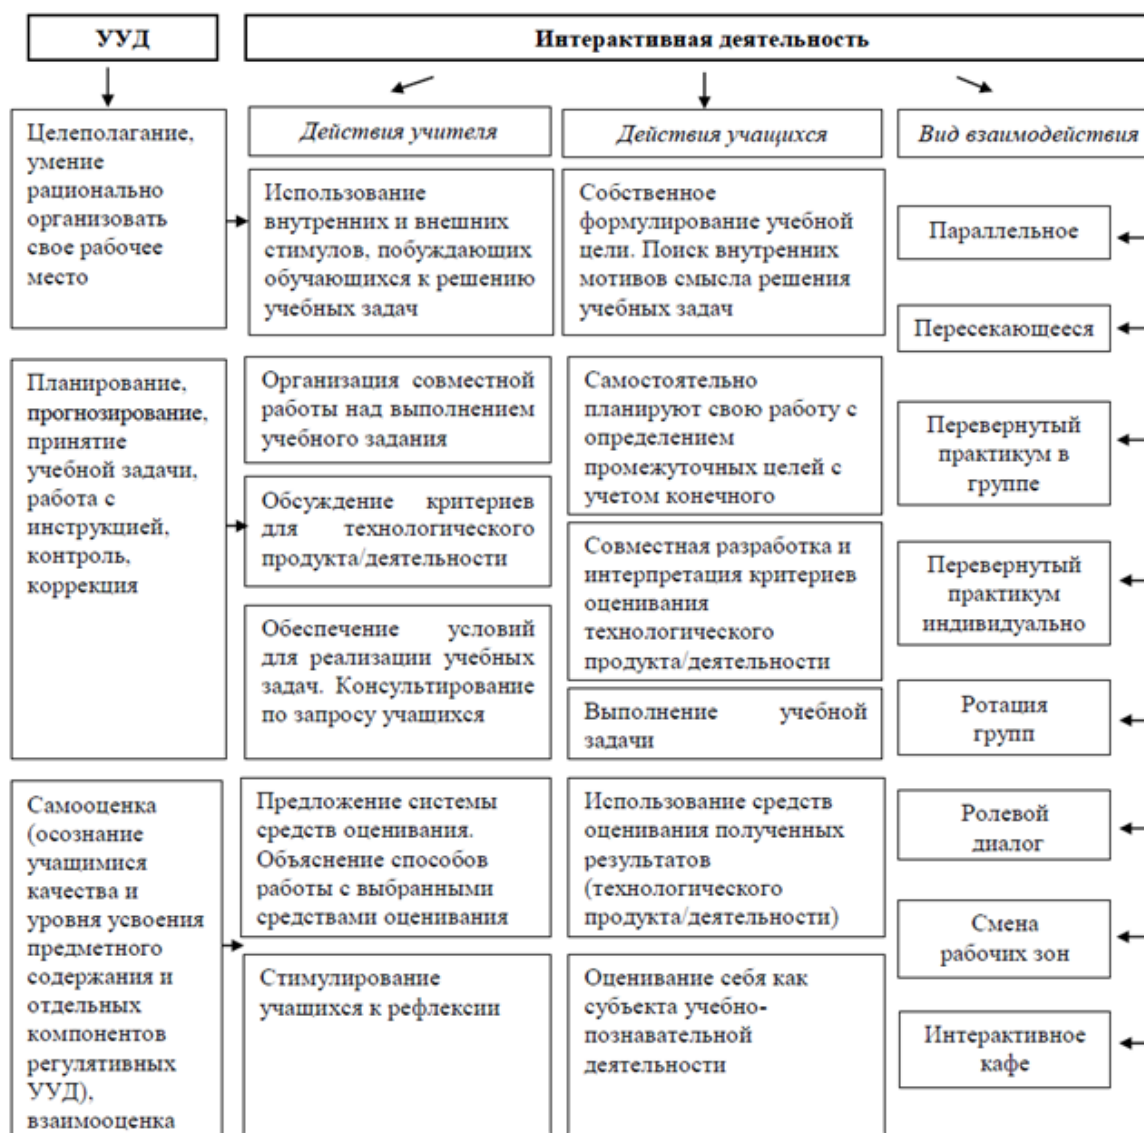 УУД
Интерактивная деятельность
Целеполагание,
умение
рационально
организовать
свое рабочее
место
Действия учителя
Действия учащихся
Вид взаимодействия
Использование
внутренних и внешних
стимулов, побуждающих
обучающихся к решению
учебных задач
Собственное
формулирование учебной
цели. Поиск внутренних
мотивов смысла решения
учебных задач
Параллельное
Пересекающееся
Планирование,
прогнозирование,
принятие
учебной задачи,
работа с
инструкцией,
контроль,
коррекция
Организация совместной
работы над выполнением
учебного задания
Самостоятельно
планируют свою работу с
определением
промежуточных целей с
учетом конечного
Перевернутый
практикум в
группе
Обсуждение критериев
для технологического
продукта/деятельности
Совместная разработка и
интерпретация критериев
оценивания
технологического
продукта/деятельности
Перевернутый
практикум
индивидуально
Обеспечение условий
для реализации учебных
задач. Консультирование
по запросу учащихся
Выполнение учебной
задачи
Ротация
групп
Самооценка
(осознание
учащимися
качества и
уровня усвоения
предметного
содержания и
отдельных
компонентов
регулятивных
УУД),
взаимооценка
Предложение системы
средств оценивания.
Объяснение способов
работы с выбранными
средствами оценивания
Использование средств
оценивания полученных
результатов
(технологического
продукта/деятельности)
Ролевой
диалог
Смена
рабочих зон
Стимулирование
учащихся к рефлексии
Оценивание себя как
субъекта учебно-
познавательной
деятельности
Интерактивное
кафе